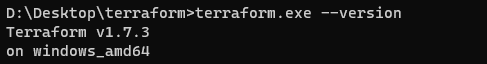 D:\Desktop\terraform>terraform.exe --version
Terraform v1.7.3
on windows_amd64